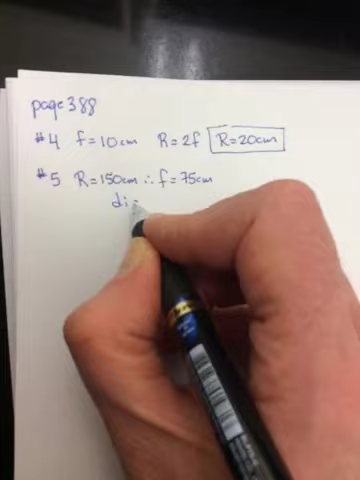 page 388
#4 f=10cm R=2f R=20cm
#5 R=150cm ∴ f=75cm
di